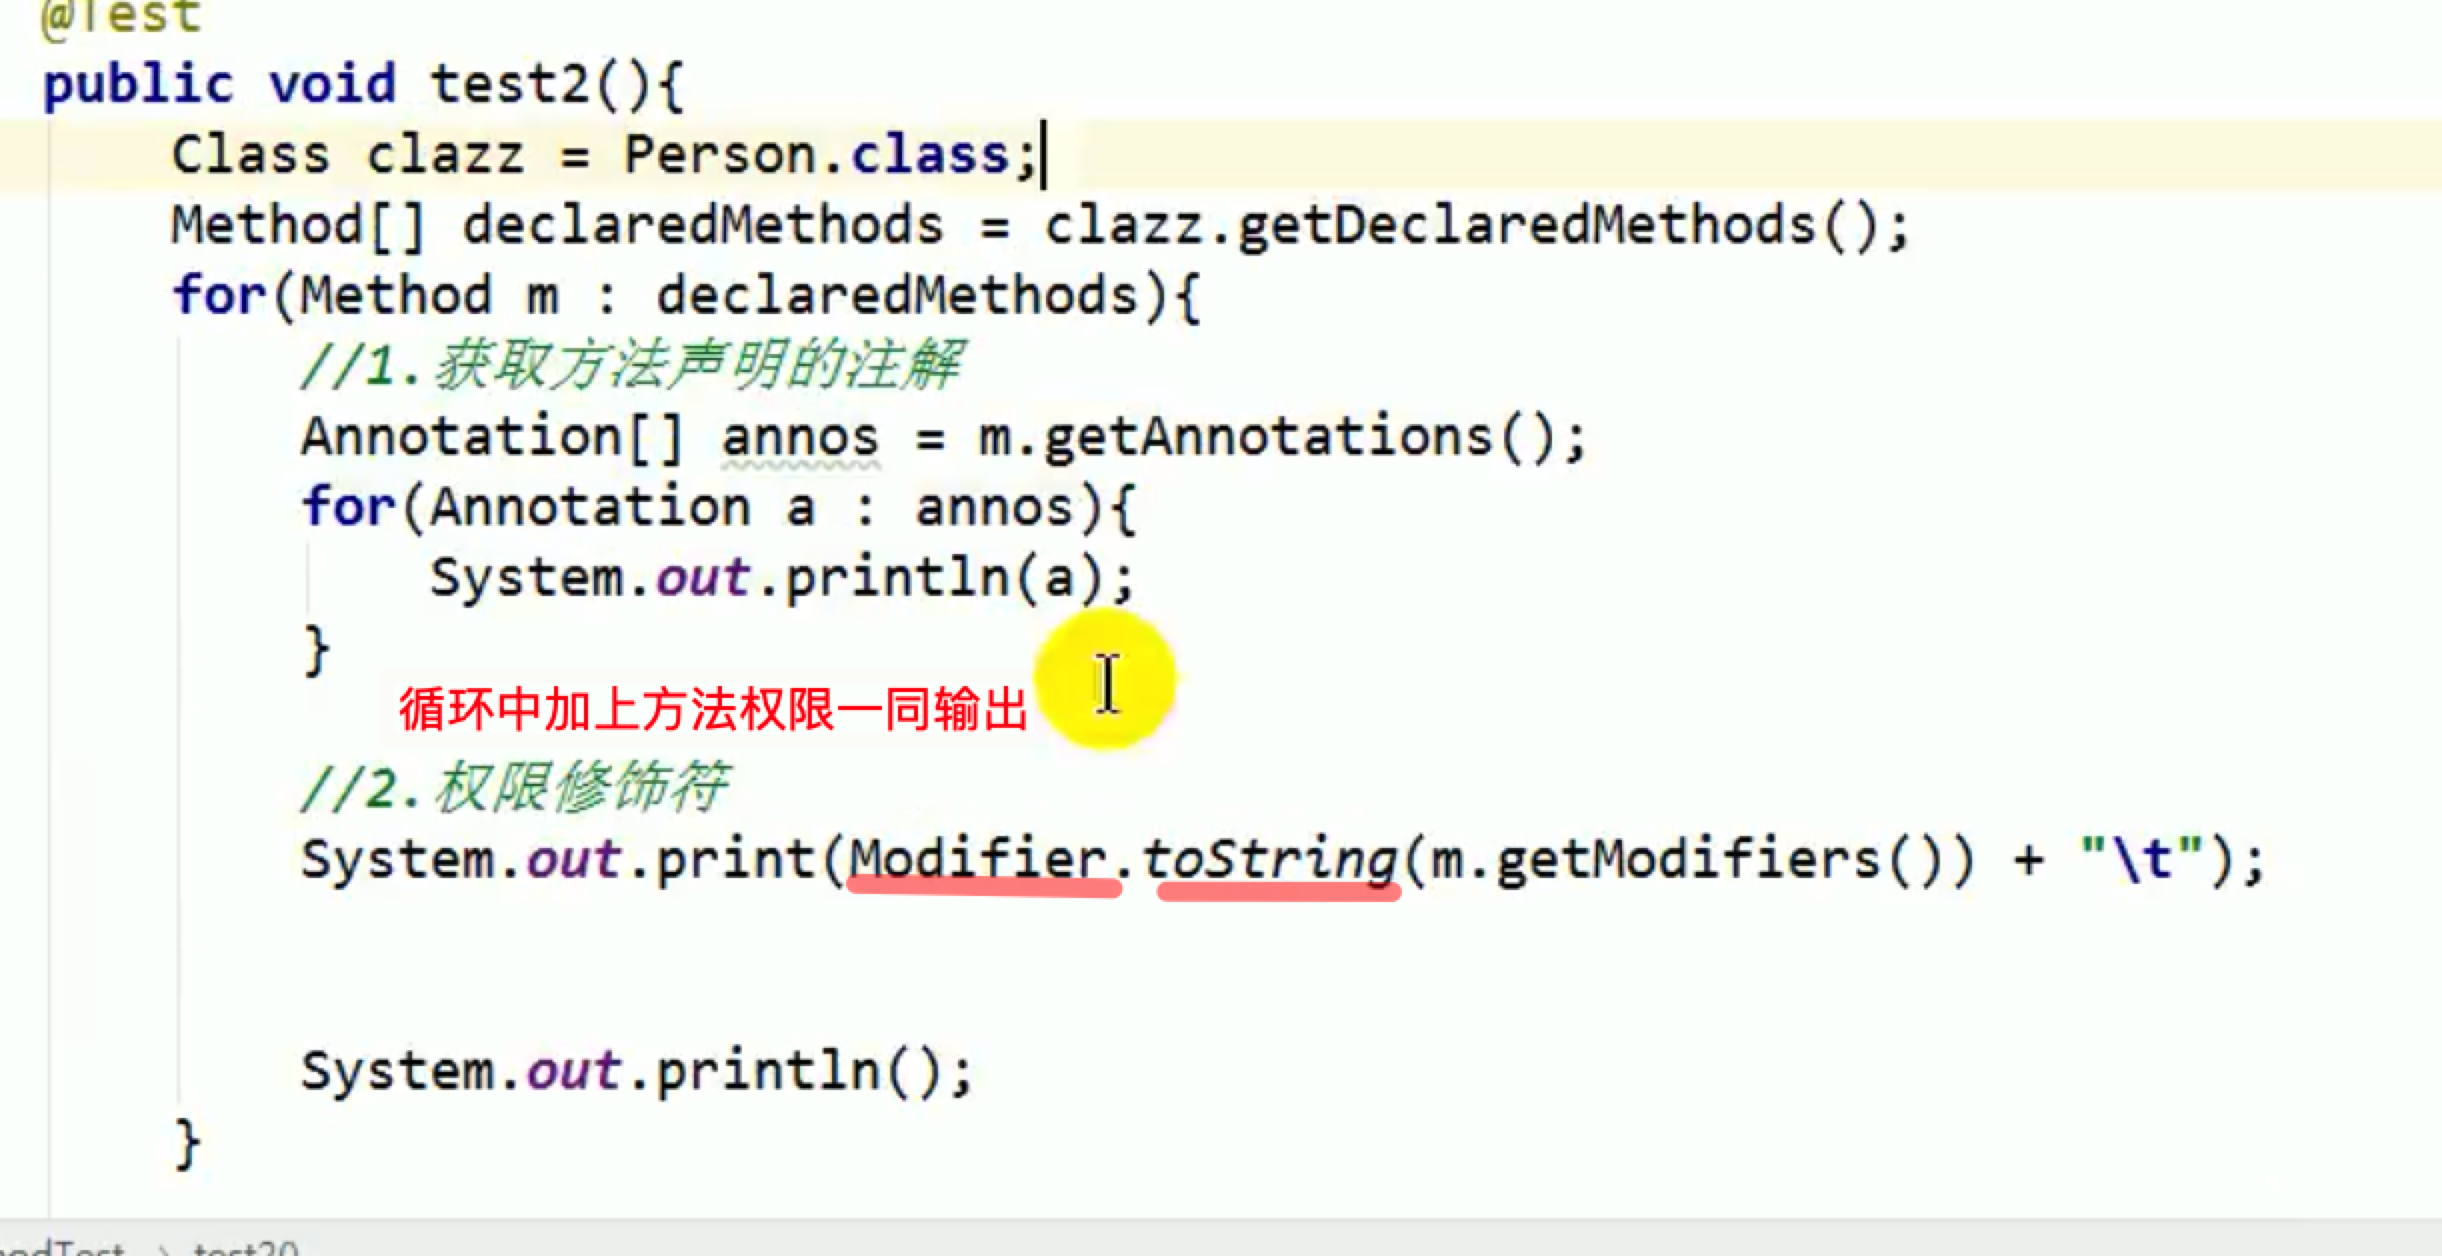 @Test
public void test2(){
Class clazz = Person.class;
Method[] declaredMethods = clazz.getDeclaredMethods();
for(Method m : declaredMethods){
//1.获取方法声明的注解
Annotation[] annos = m.getAnnotations();
for(Annotation a : annos){
System.out.println(a);
}
循环中加上方法权限一同输出
//2.权限修饰符
System.out.print(Modifier.toString(m.getModifiers()) + "\t");
System.out.println();
}